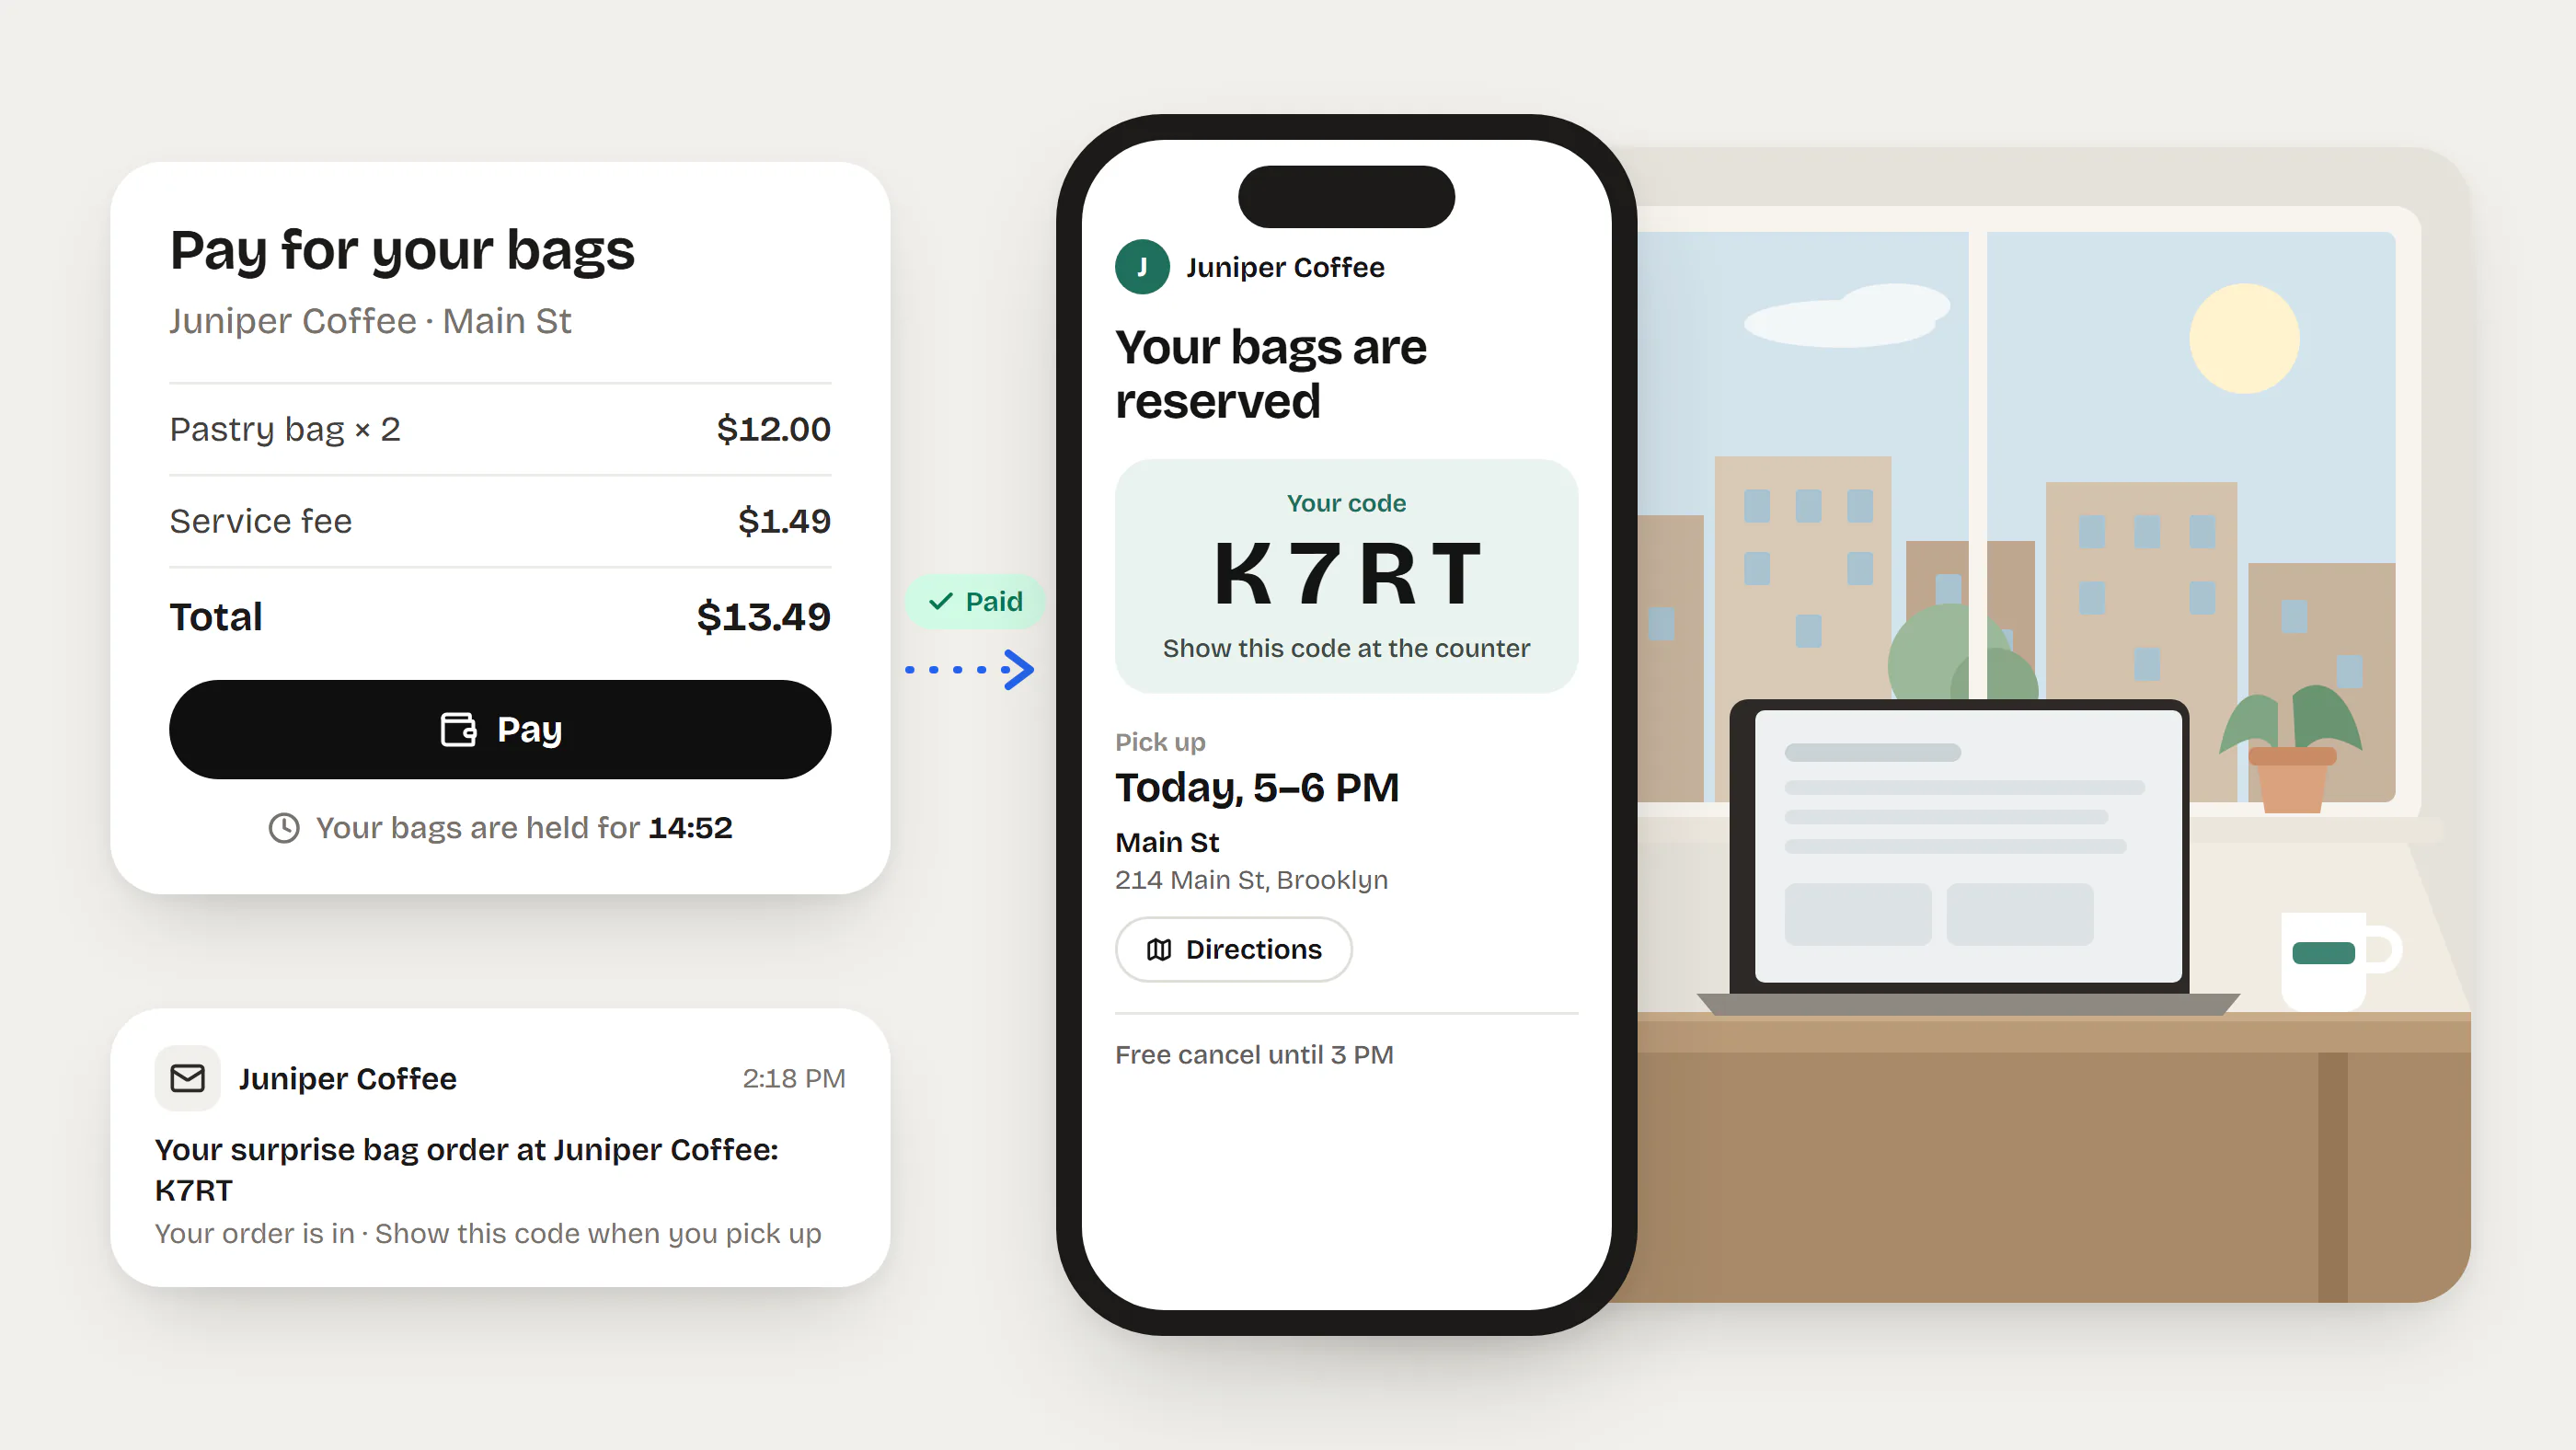 Pay for your bags
Juniper Coffee · Main St
Pastry bag × 2 $12.00
Service fee $1.49
Total $13.49
Pay
Your bags are held for 14:52
Juniper Coffee 2:18 PM
Your surprise bag order at Juniper Coffee:
K7RT
Your order is in · Show this code when you pick up
Paid
J Juniper Coffee
Your bags are
reserved
Your code
K7RT
Show this code at the counter
Pick up
Today, 5–6 PM
Main St
214 Main St, Brooklyn
Directions
Free cancel until 3 PM